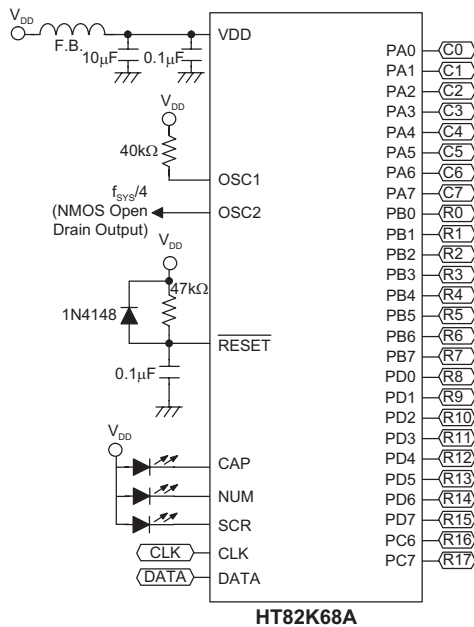 VDD
F.B.
10μF
0.1μF
VDD
VDD
40kΩ
OSC1
fSYS/4
(NMOS Open
Drain Output)
OSC2
VDD
47kΩ
1N4148
RESET
0.1μF
VDD
CAP
NUM
SCR
CLK
CLK
DATA
DATA
PA0 C0
PA1 C1
PA2 C2
PA3 C3
PA4 C4
PA5 C5
PA6 C6
PA7 C7
PB0 R0
PB1 R1
PB2 R2
PB3 R3
PB4 R4
PB5 R5
PB6 R6
PB7 R7
PD0 R8
PD1 R9
PD2 R10
PD3 R11
PD4 R12
PD5 R13
PD6 R14
PD7 R15
PC6 R16
PC7 R17
HT82K68A